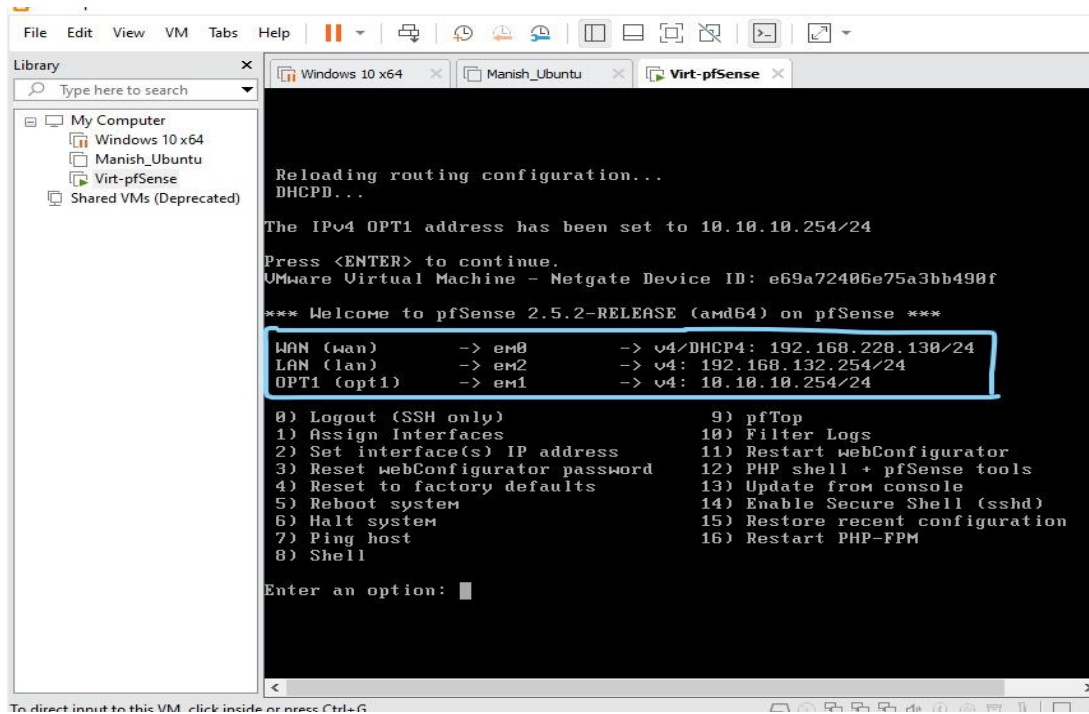 File Edit View VM Tabs Help
Library
Type here to search
My Computer
Windows 10 x64
Manish_Ubuntu
Virt-pfSense
Shared VMs (Deprecated)
Windows 10 x64 Manish_Ubuntu Virt-pfSense
Reloading routing configuration...
DHCPD...
The IPv4 OPT1 address has been set to 10.10.10.254/24
Press <ENTER> to continue.
VMware Virtual Machine - Netgate Device ID: e69a72406e75a3bb490f
*** Welcome to pfSense 2.5.2-RELEASE (amd64) on pfSense ***
WAN (wan) -> em0 -> v4/DHCP4: 192.168.228.130/24
LAN (lan) -> em2 -> v4: 192.168.132.254/24
OPT1 (opt1) -> em1 -> v4: 10.10.10.254/24
0) Logout (SSH only) 9) pfTop
1) Assign Interfaces 10) Filter Logs
2) Set interface(s) IP address 11) Restart webConfigurator
3) Reset webConfigurator password 12) PHP shell + pfSense tools
4) Reset to factory defaults 13) Update from console
5) Reboot system 14) Enable Secure Shell (sshd)
6) Halt system 15) Restore recent configuration
7) Ping host 16) Restart PHP-FPM
8) Shell
Enter an option:
To direct input to this VM, click inside or press Ctrl+G.